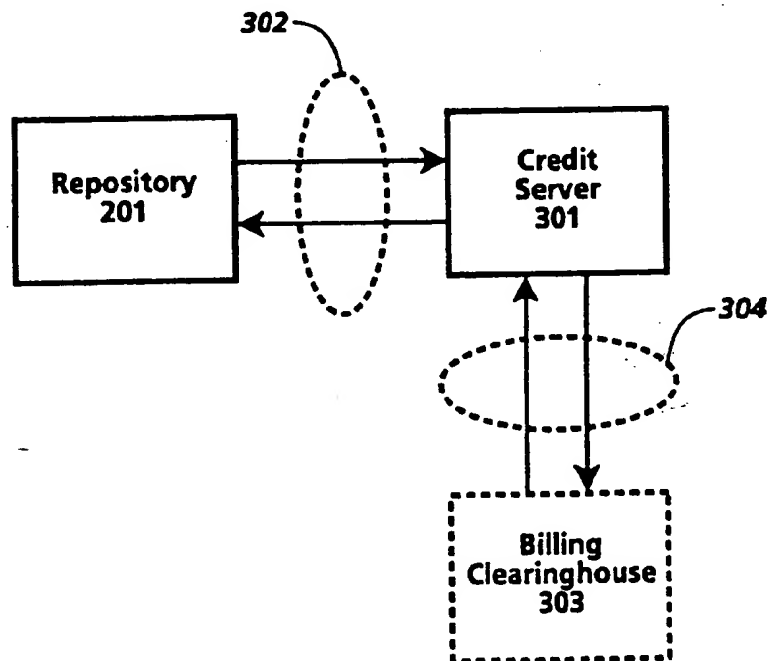 302
Repository
201
Credit
Server
301
304
Billing
Clearinghouse
303